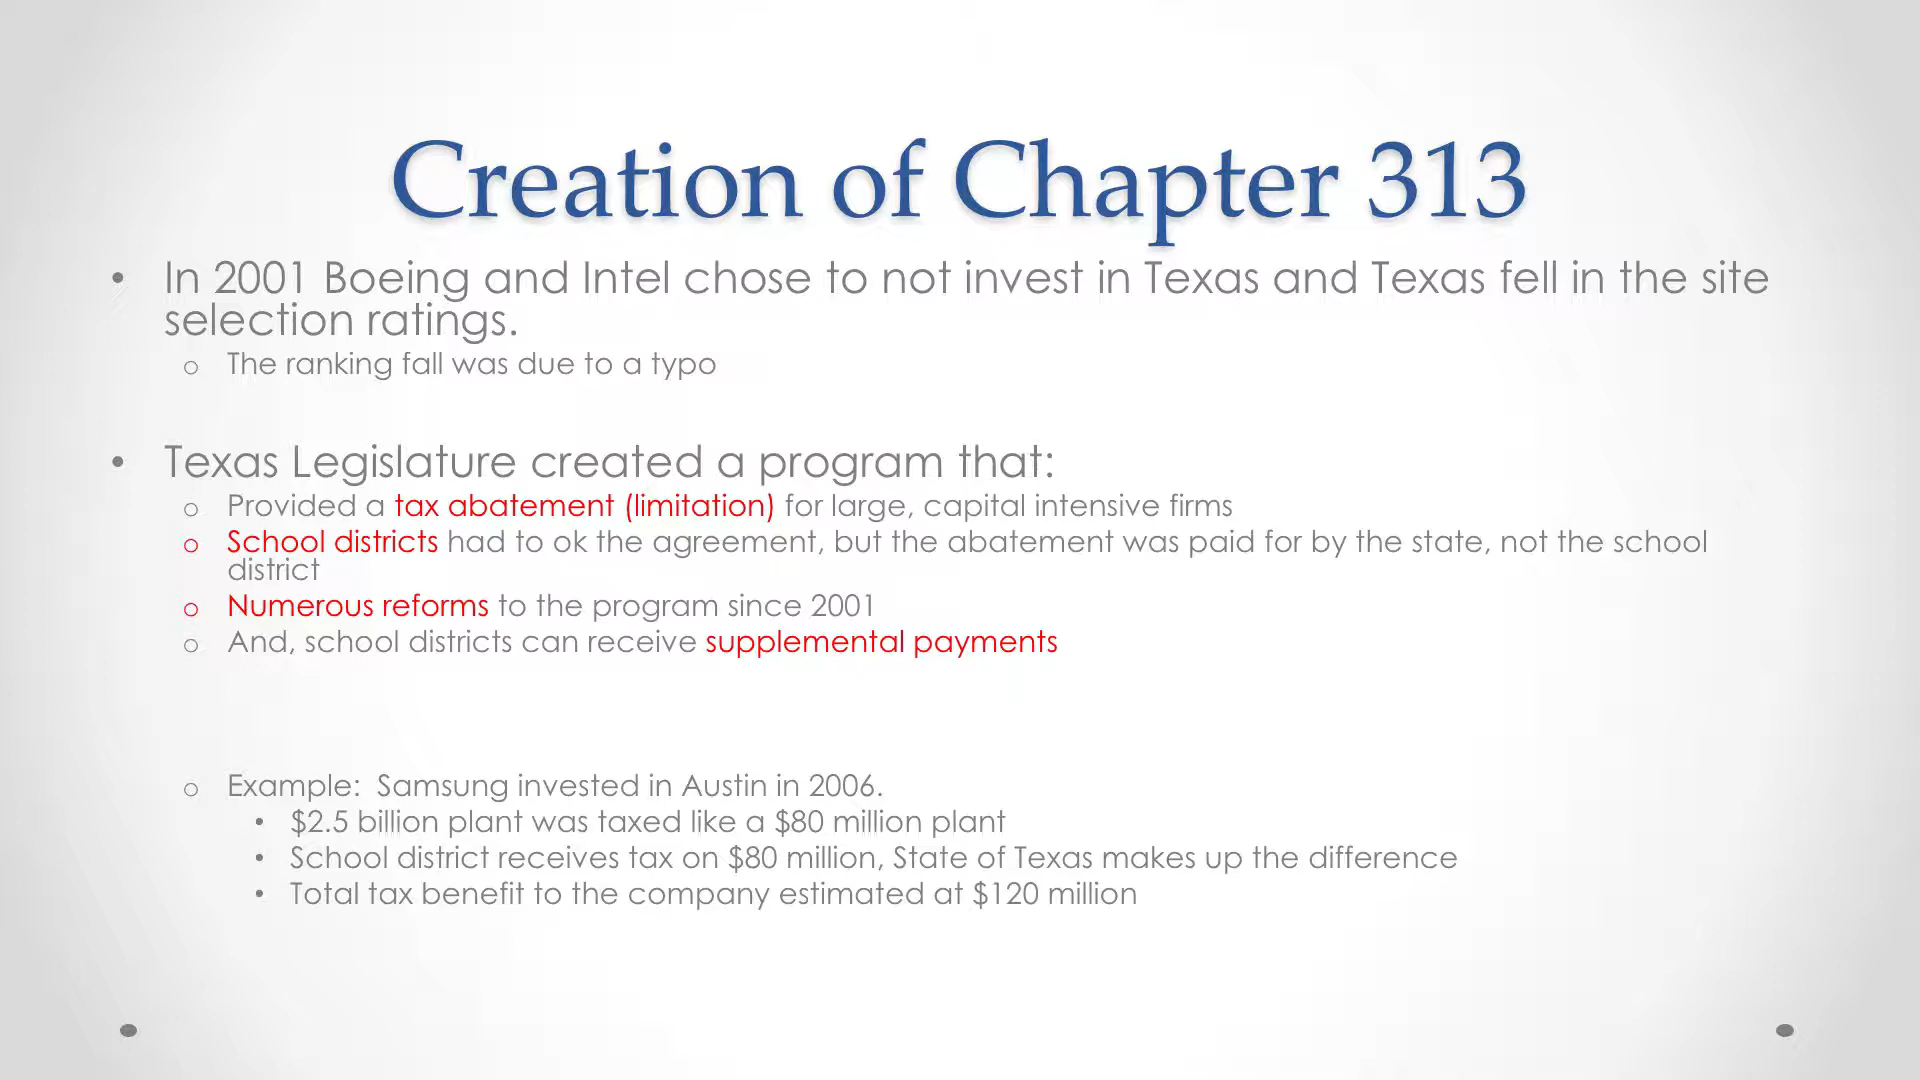 Creation of Chapter 313
• In 2001 Boeing and Intel chose to not invest in Texas and Texas fell in the site
selection ratings.
o The ranking fall was due to a typo
• Texas Legislature created a program that:
o Provided a tax abatement (limitation) for large, capital intensive firms
o School districts had to ok the agreement, but the abatement was paid for by the state, not the school
district
o Numerous reforms to the program since 2001
o And, school districts can receive supplemental payments
o Example:  Samsung invested in Austin in 2006.
• $2.5 billion plant was taxed like a $80 million plant
• School district receives tax on $80 million, State of Texas makes up the difference
• Total tax benefit to the company estimated at $120 million